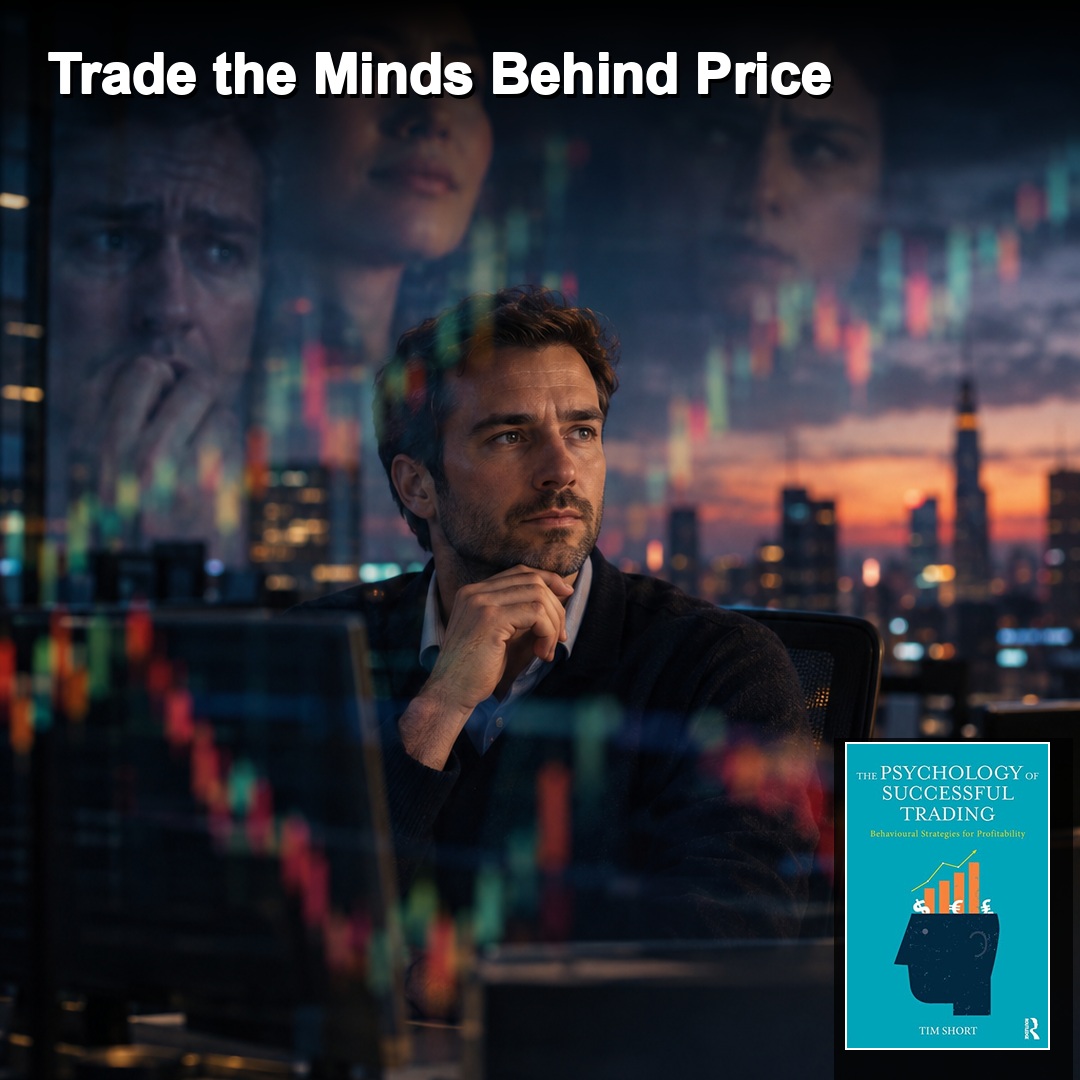 Trade the Minds Behind Price
THE PSYCHOLOGY OF
SUCCESSFUL
TRADING
Behavioural Strategies for Profitability
$ € £
TIM SHORT